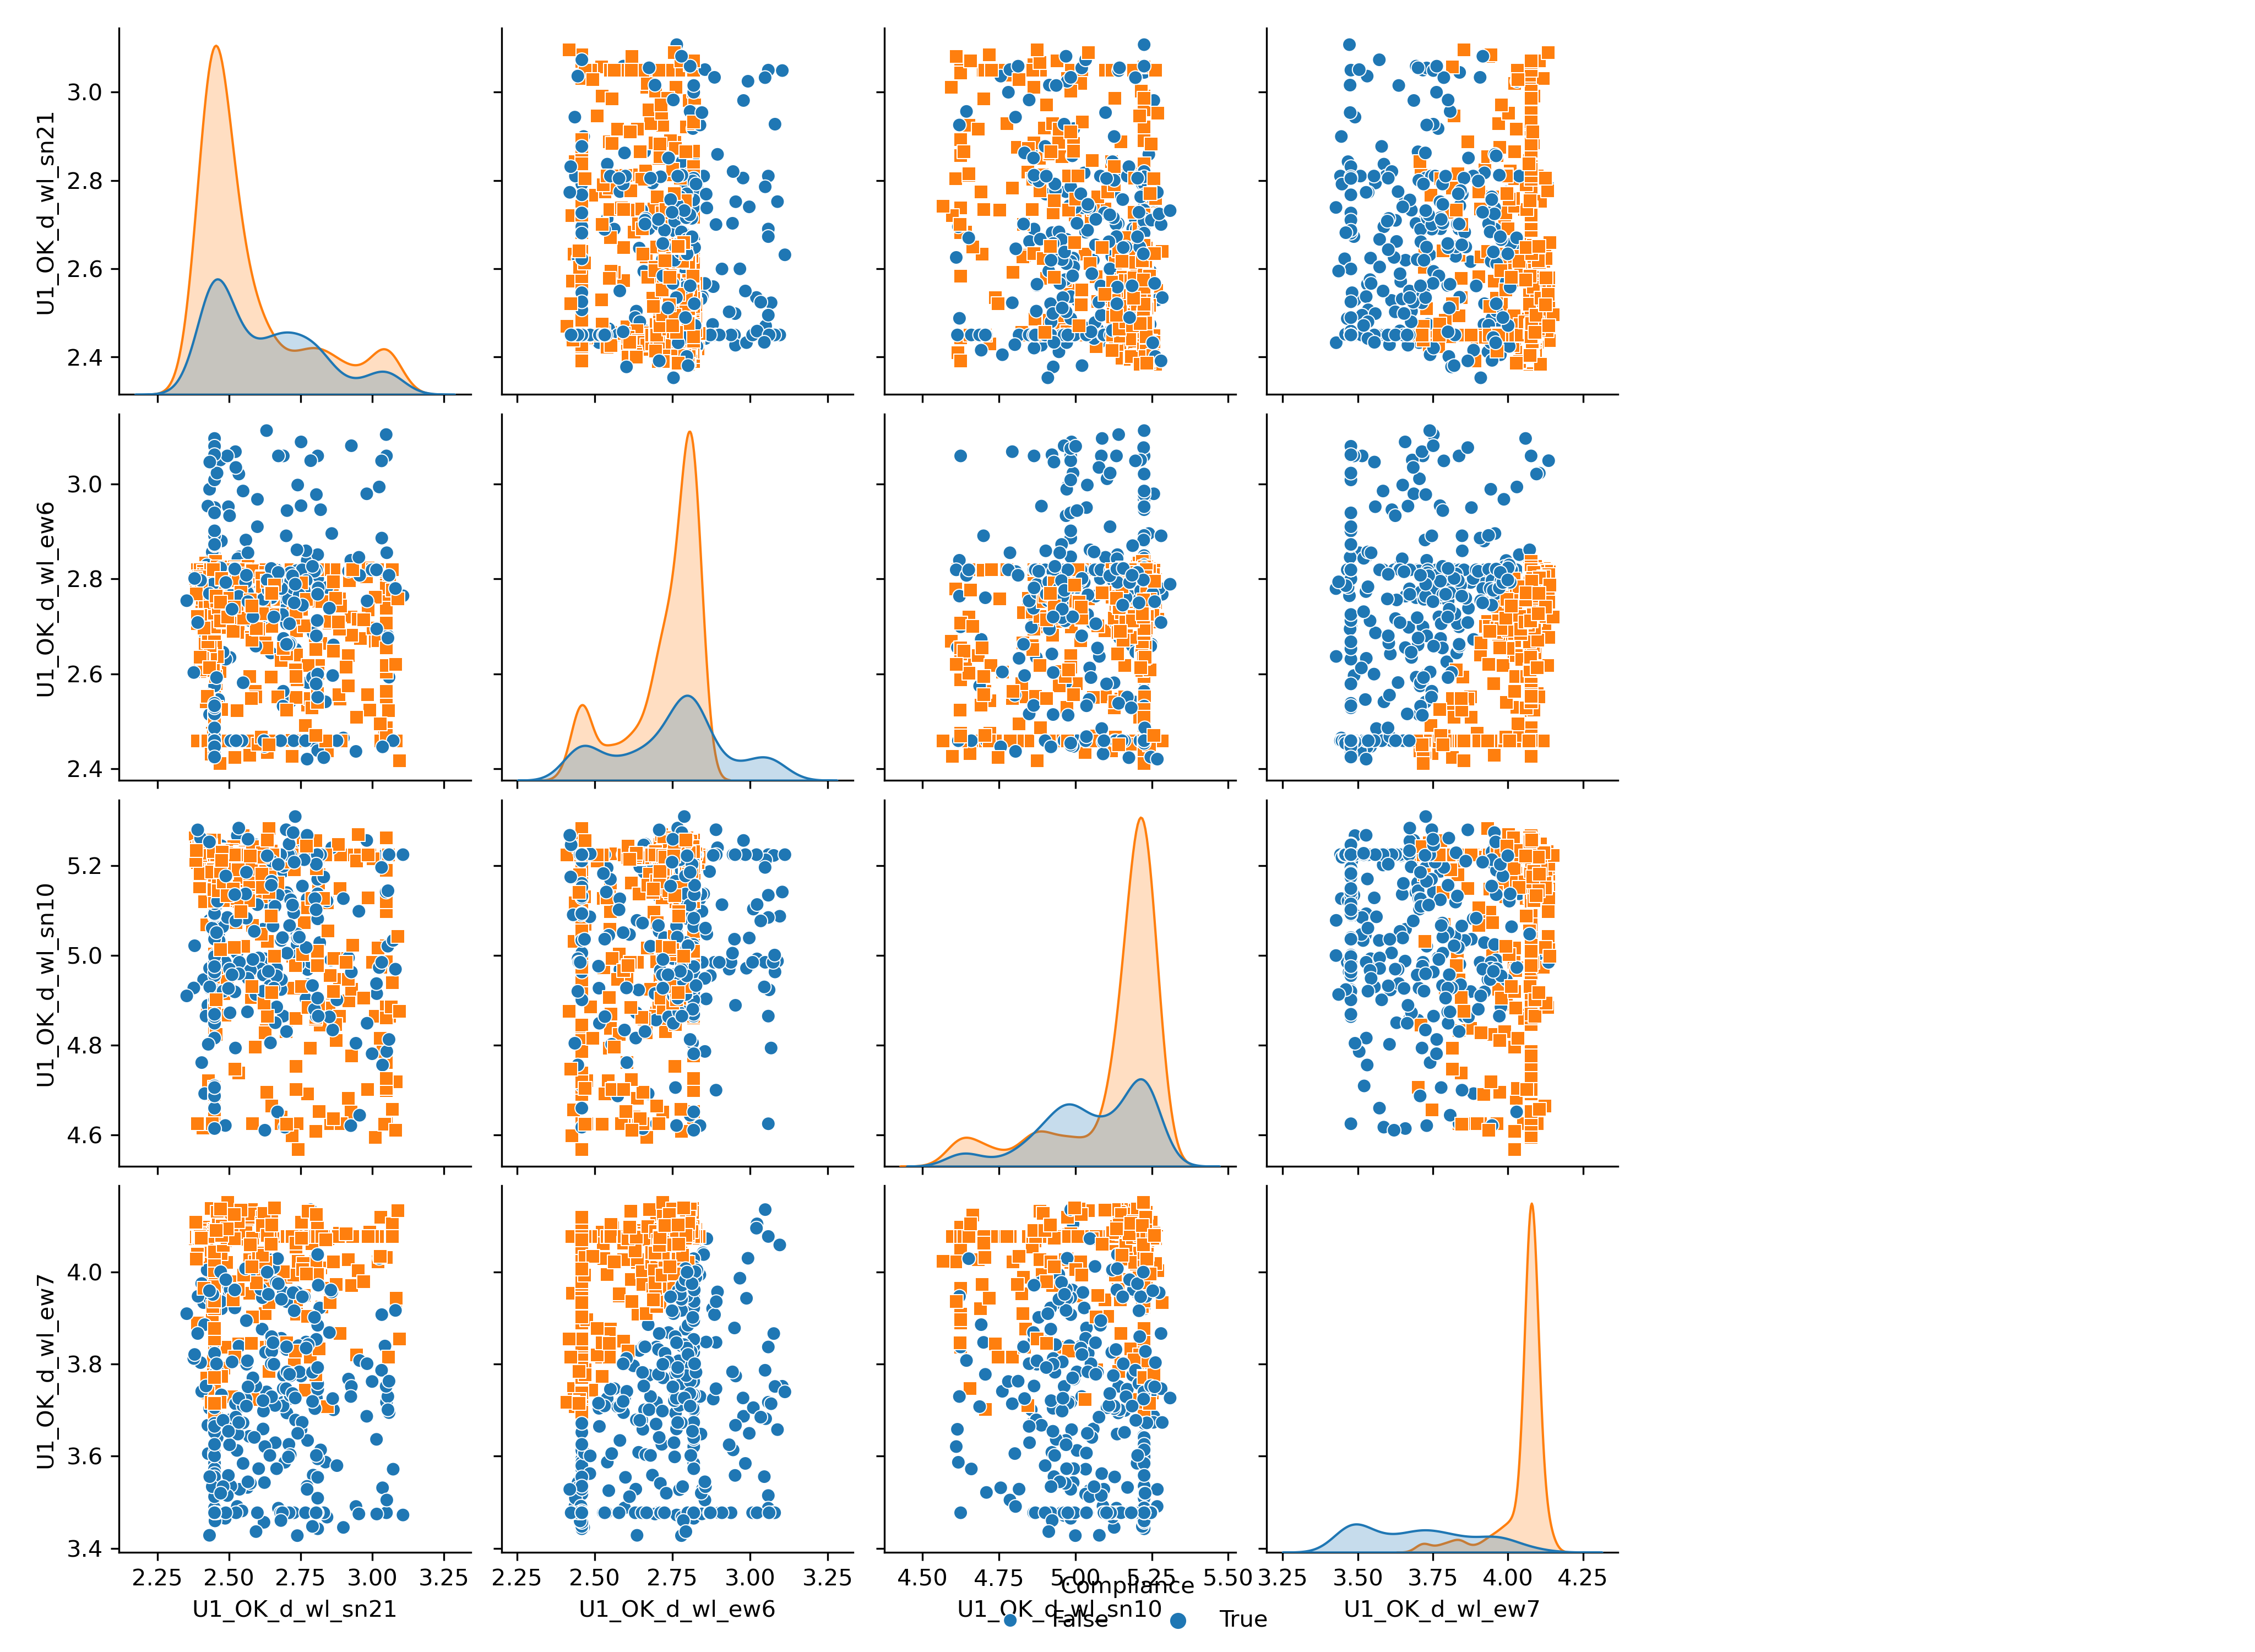 U1_OK_d_wl_sn21
3.0
2.8
2.6
2.4
U1_OK_d_wl_ew6
3.0
2.8
2.6
2.4
U1_OK_d_wl_sn10
5.2
5.0
4.8
4.6
U1_OK_d_wl_ew7
4.0
3.8
3.6
3.4
2.25 2.50 2.75 3.00 3.25 2.25 2.50 2.75 3.00 3.25 4.50 4.75 5.00 5.25 5.50 3.25 3.50 3.75 4.00 4.25
Compliance
U1_OK_d_wl_sn21 U1_OK_d_wl_ew6 U1_OK_d_wl_sn10 U1_OK_d_wl_ew7
False True